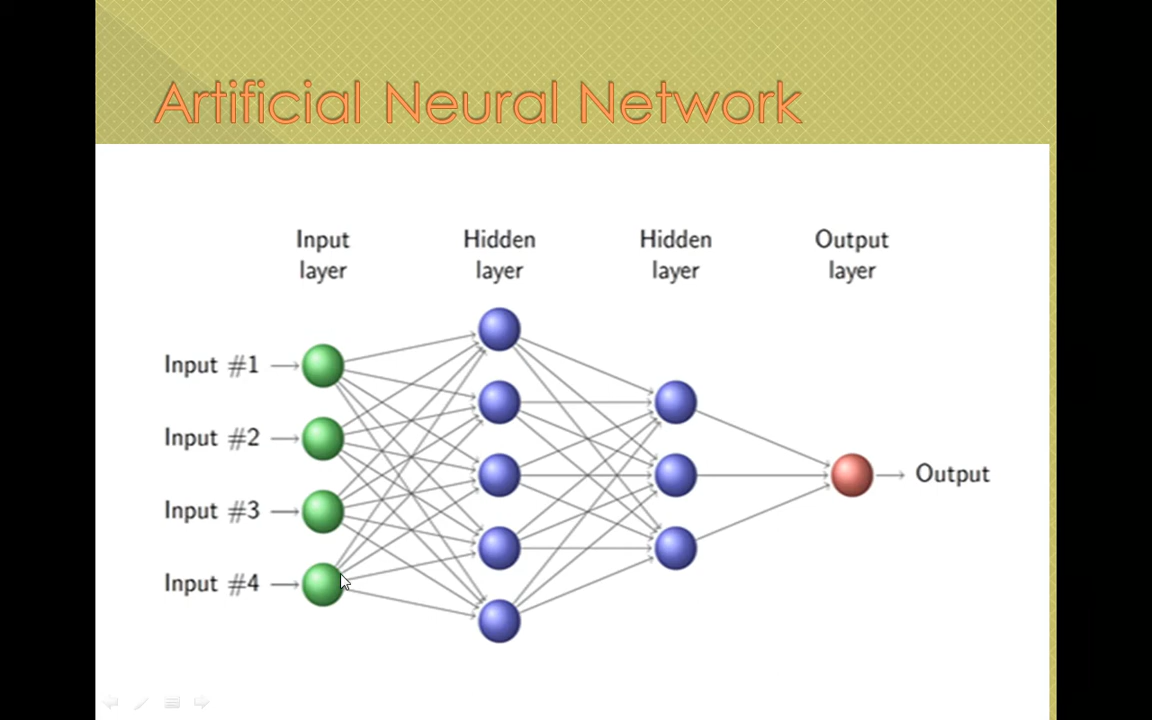 Artificial Neural Network
Input layer
Hidden layer
Hidden layer
Output layer
Input #1
Input #2
Input #3
Input #4
Output